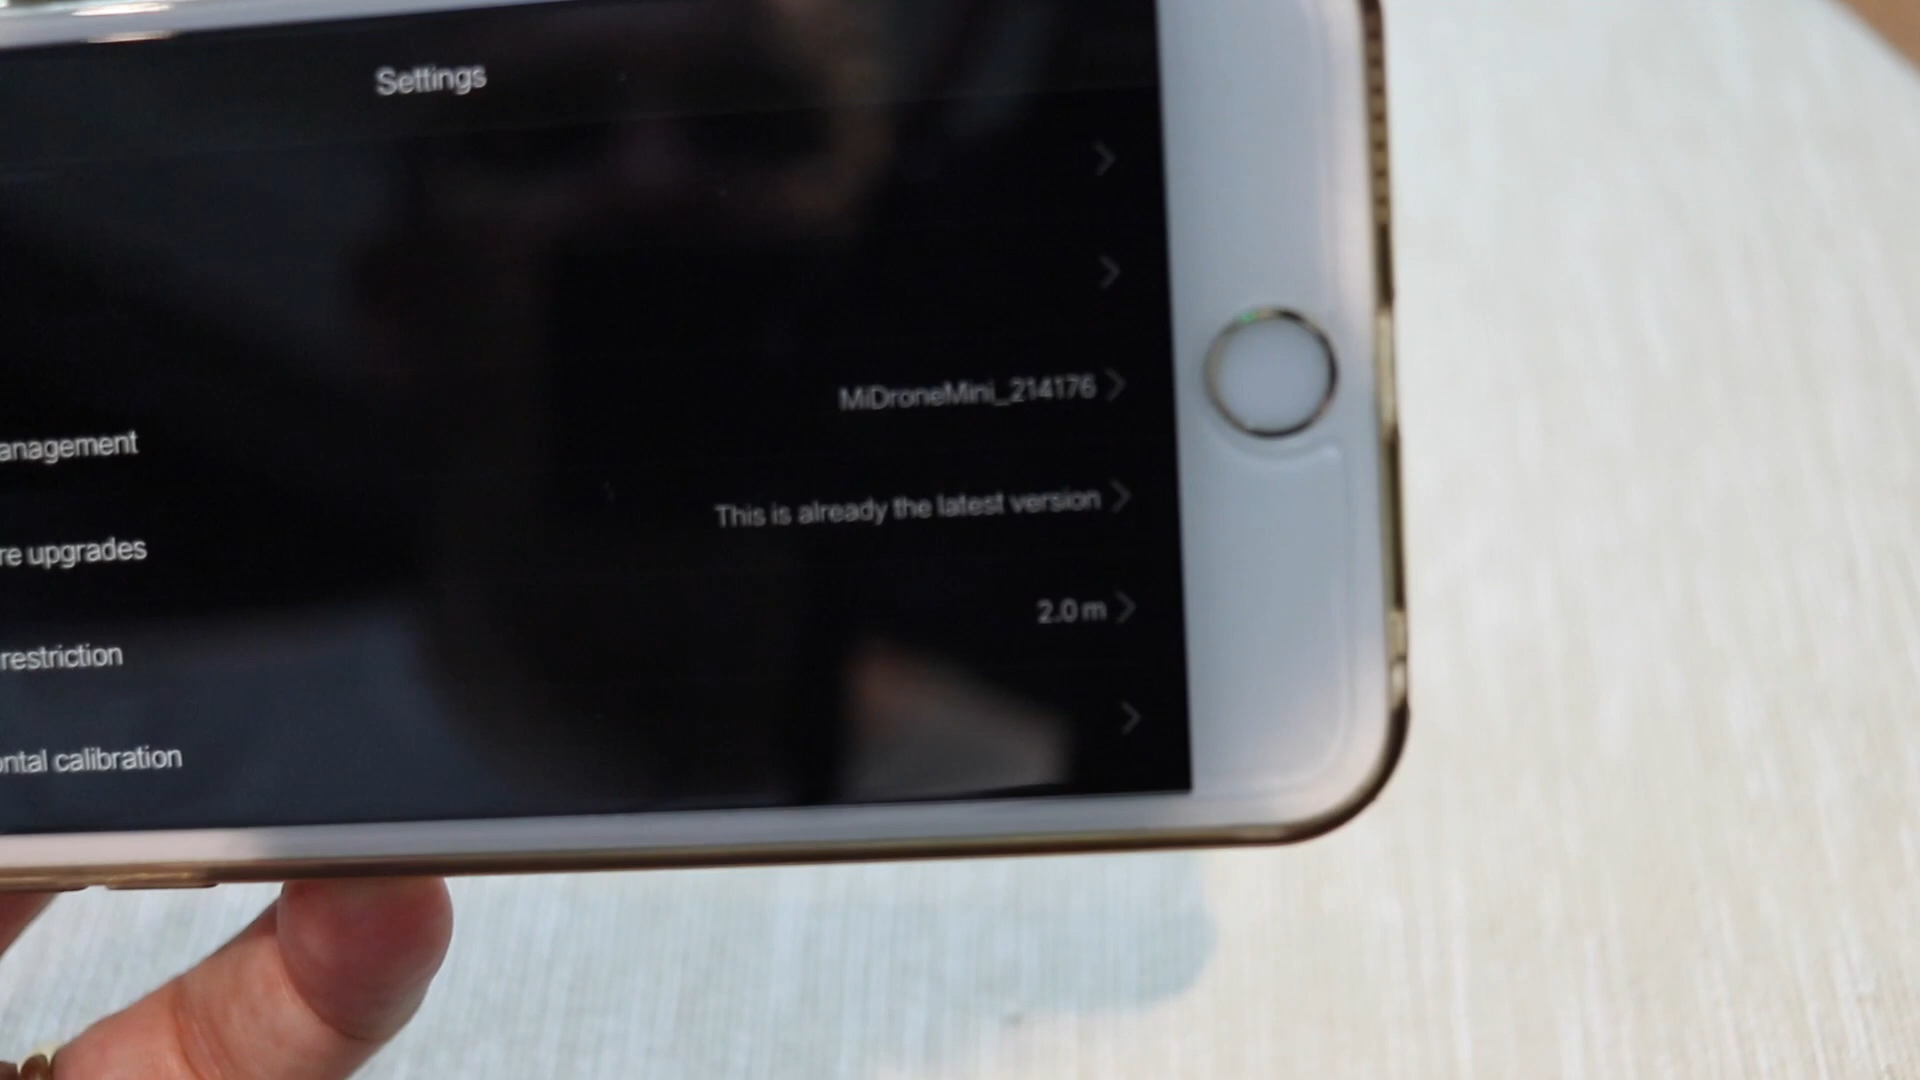 Settings
MiDroneMini_214176
anagement
This is already the latest version
re upgrades
2.0 m
restriction
ontal calibration